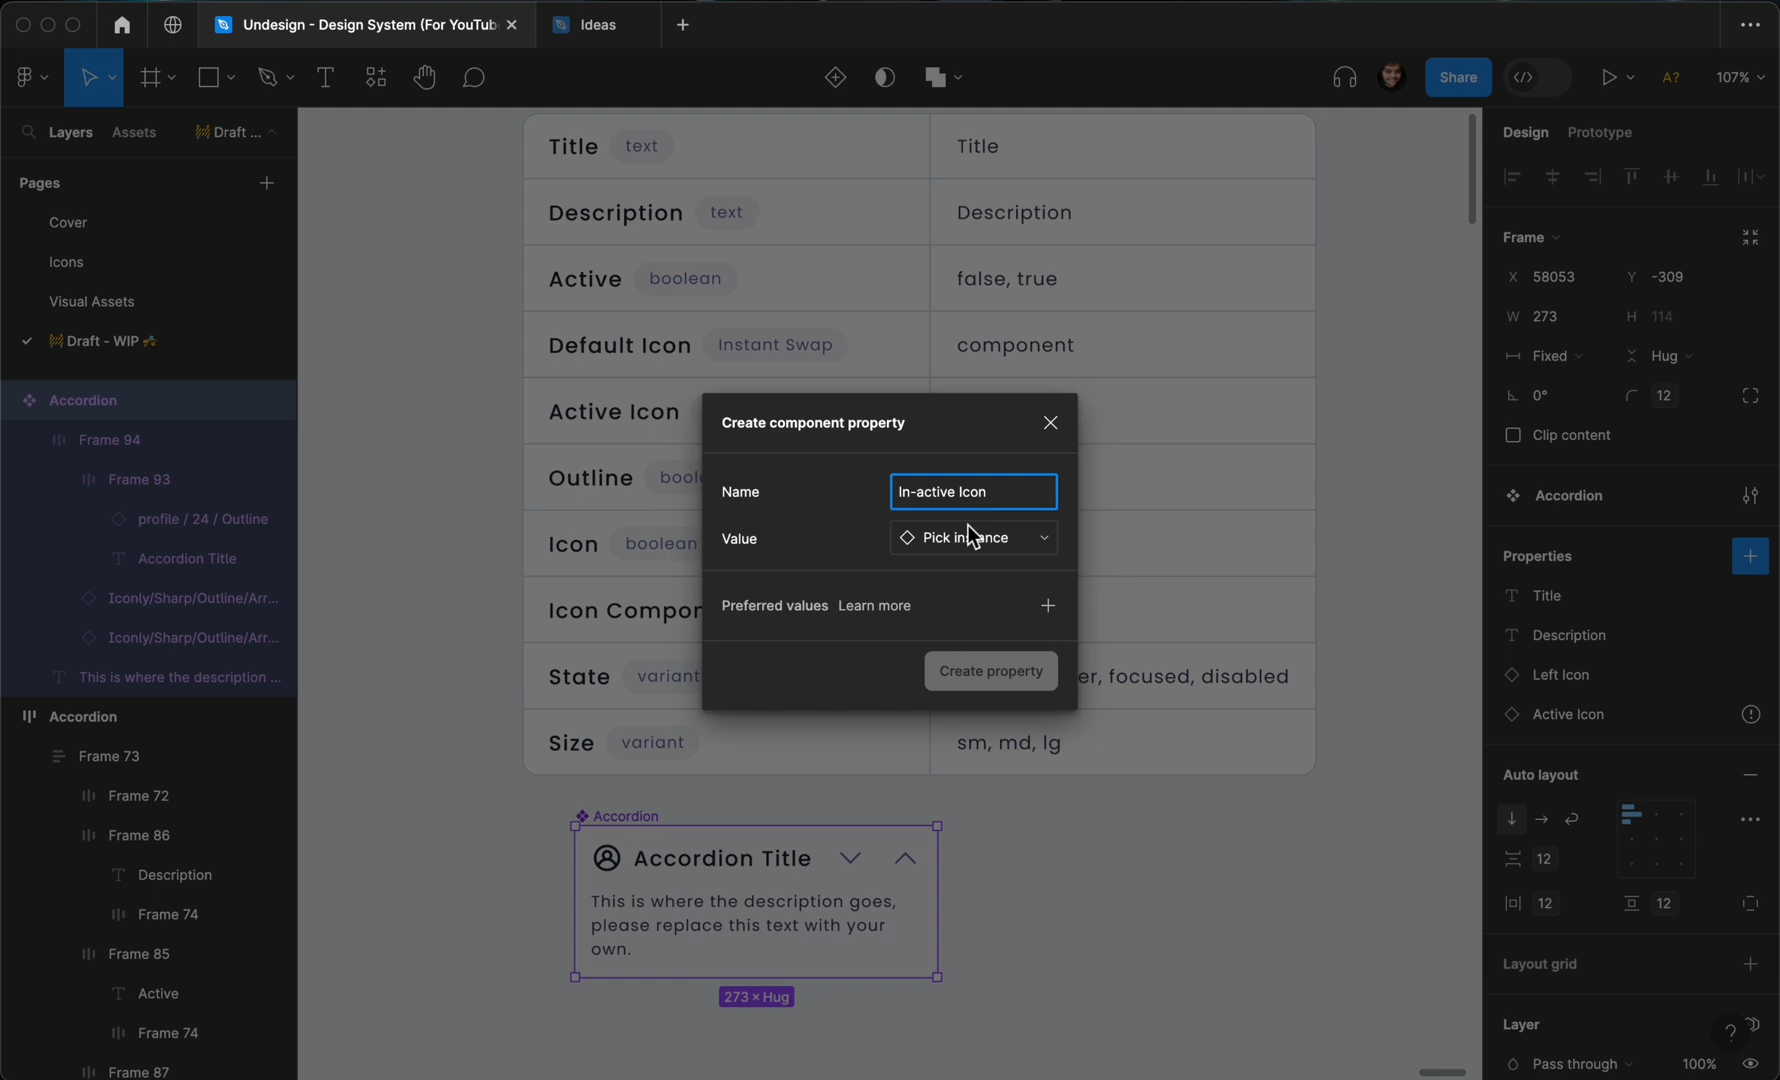 Undesign - Design System (For YouTub
Ideas
Share
A?
107%
Layers
Assets
Draft ...
Pages
Cover
Icons
Visual Assets
Draft - WIP
Accordion
Frame 94
Frame 93
profile / 24 / Outline
Accordion Title
Iconly/Sharp/Outline/Arr...
Iconly/Sharp/Outline/Arr...
This is where the description ...
Accordion
Frame 73
Frame 72
Frame 86
Description
Frame 74
Frame 85
Active
Frame 74
Frame 87
Title text Title
Description text Description
Active boolean false, true
Default Icon Instant Swap component
Active Icon
Outline bool
Icon boolean
Icon Compor
State variant er, focused, disabled
Size variant sm, md, lg
Create component property
Name In-active Icon
Value
Preferred values Learn more
Create property
Accordion
Accordion Title
This is where the description goes,
please replace this text with your
own.
273 × Hug
Design Prototype
Frame
X 58053 Y -309
W 273 H 114
Fixed Hug
0° 12
Clip content
Accordion
Properties
Title
Description
Left Icon
Active Icon
Auto layout
12
12 12
Layout grid
Layer
Pass through 100%
?